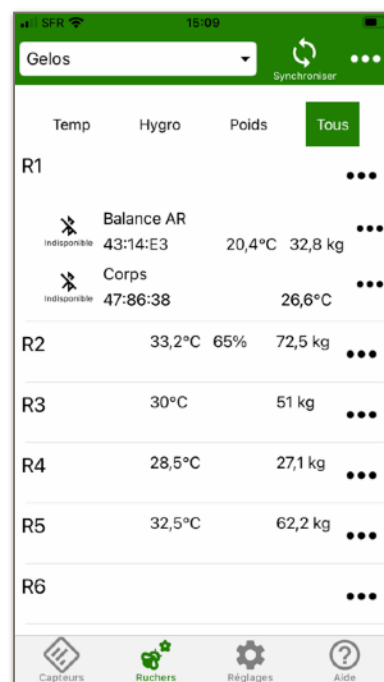 SFR 15:09
Gelos
Synchroniser
Temp Hygro Poids Tous
R1
Balance AR
Indisponible 43:14:E3 20,4°C 32,8 kg
Corps
Indisponible 47:86:38 26,6°C
R2 33,2°C 65% 72,5 kg
R3 30°C 51 kg
R4 28,5°C 27,1 kg
R5 32,5°C 62,2 kg
R6
Capteurs Ruchers Réglages Aide